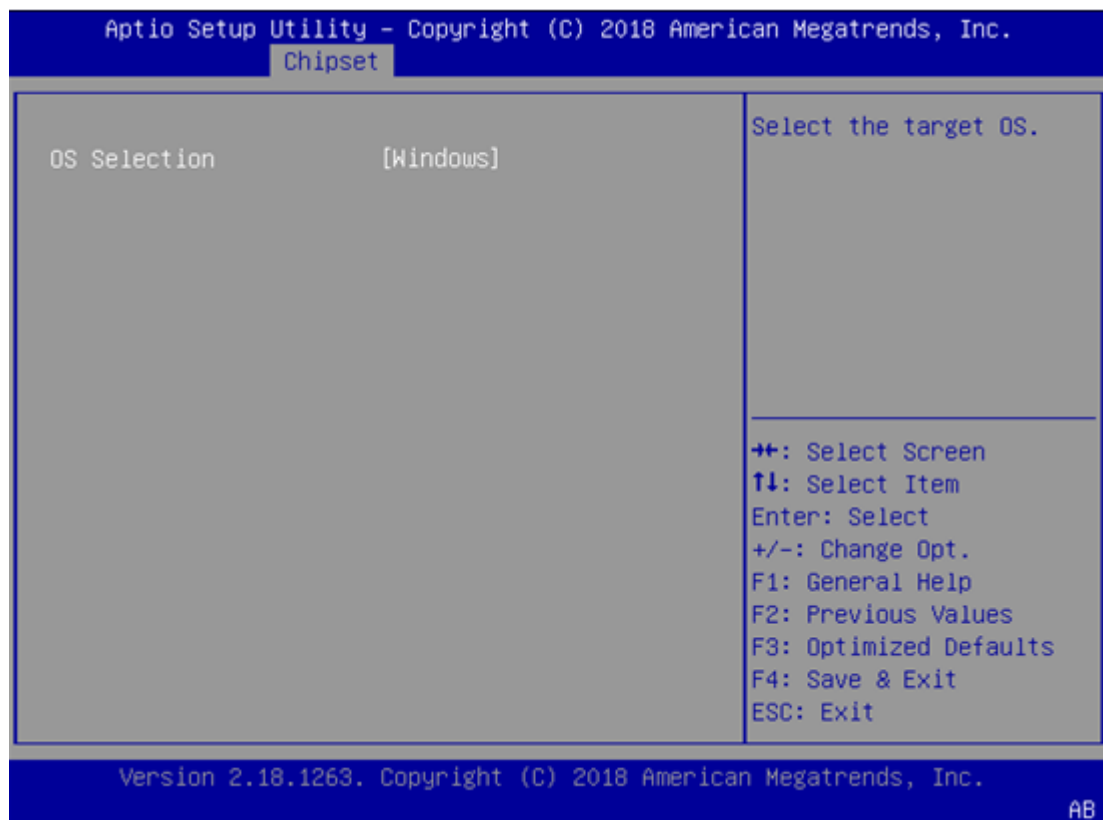 Aptio Setup Utility – Copyright (C) 2018 American Megatrends, Inc.
Chipset
OS Selection [Windows]
Select the target OS.
→←: Select Screen
↑↓: Select Item
Enter: Select
+/-: Change Opt.
F1: General Help
F2: Previous Values
F3: Optimized Defaults
F4: Save & Exit
ESC: Exit
Version 2.18.1263. Copyright (C) 2018 American Megatrends, Inc.
AB